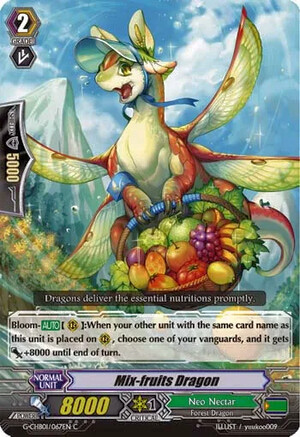 2
GRADE
5000
Dragons deliver the essential nutritions promptly.
Bloom-AUTO[ ]:When your other unit with the same card name as
this unit is placed on , choose one of your vanguards, and it gets
+8000 until end of turn.
NORMAL
UNIT
Mix-fruits Dragon
POWER
8000
1
CRITICAL
Neo Nectar
Forest Dragon
G-CHB01/067EN C
ILLUST / ynskoo009